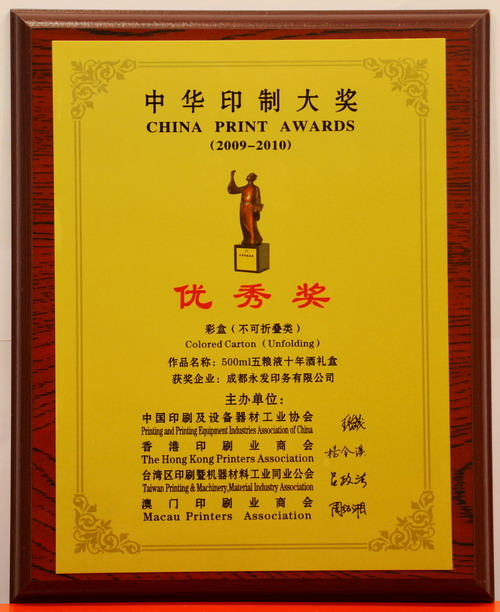 中华印制大奖
CHINA PRINT AWARDS
(2009–2010)
优秀奖
彩盒（不可折叠类）
Colored Carton（Unfolding）
作品名称：500ml五粮液十年酒礼盒
获奖企业：成都永发印务有限公司
主办单位：
中国印刷及设备器材工业协会
Printing and Printing Equipment Industries Association of China
香港印刷业商会
The Hong Kong Printers Association
台湾区印刷暨机器材料工业同业公会
Taiwan Printing & Machinery,Material Industry Association
澳门印刷业商会
Macau Printers Association